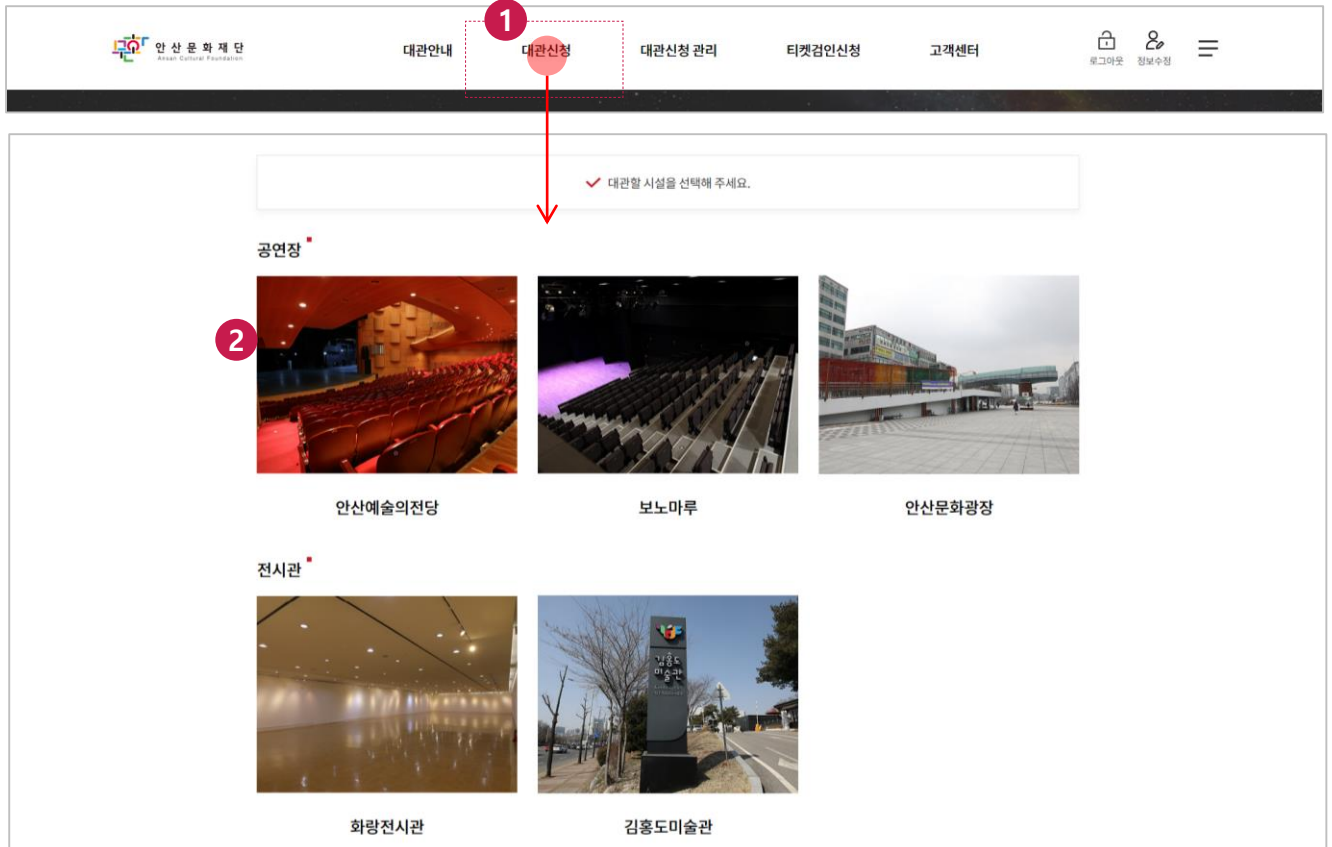 1
안산문화재단
Ansan Cultural Foundation
대관안내 대관신청 대관신청 관리 티켓검인신청 고객센터
로그아웃 정보수정
대관할 시설을 선택해 주세요.
공연장
2
안산예술의전당 보노마루 안산문화광장
전시관
김홍도
미술관
화랑전시관 김홍도미술관